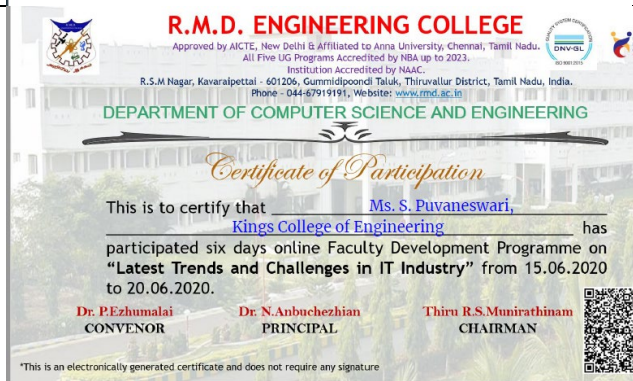 R.M.D. ENGINEERING COLLEGE
Approved by AICTE, New Delhi & Affiliated to Anna University, Chennai, Tamil Nadu.
All Five UG Programs Accredited by NBA up to 2023.
Institution Accredited by NAAC.
R.S.M Nagar, Kavaraipettai - 601206, Gummidipoondi Taluk, Thiruvallur District, Tamil Nadu, India.
Phone - 044-67919191, Website: www.rmd.ac.in
DNV·GL
ISO 9001:2015
DEPARTMENT OF COMPUTER SCIENCE AND ENGINEERING
Certificate of Participation
This is to certify that Ms. S. Puvaneswari,
Kings College of Engineering has
participated six days online Faculty Development Programme on
“Latest Trends and Challenges in IT Industry” from 15.06.2020
to 20.06.2020.
Dr. P.Ezhumalai Dr. N.Anbuchezhian Thiru R.S.Munirathinam
CONVENOR PRINCIPAL CHAIRMAN
*This is an electronically generated certificate and does not require any signature